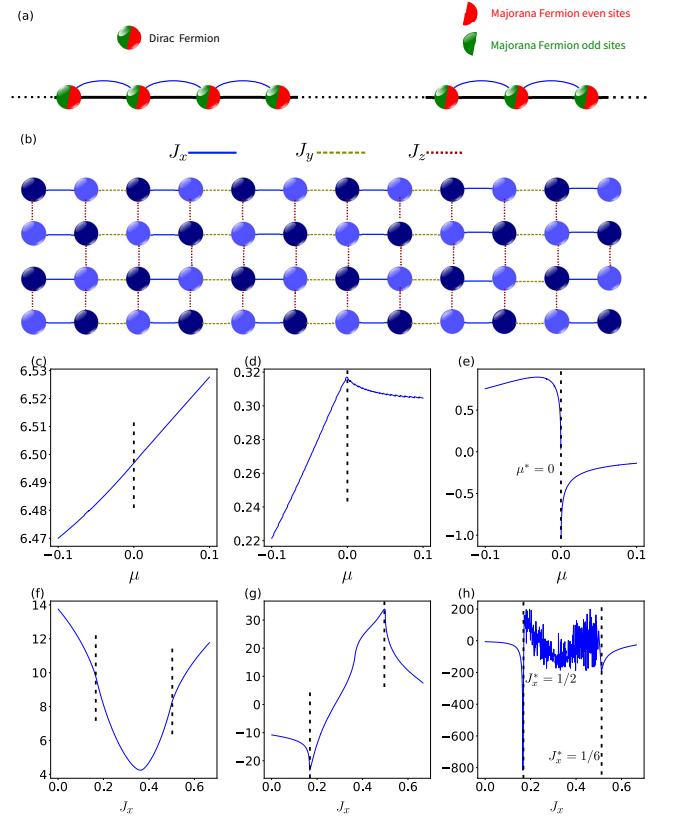 (a)
Dirac Fermion
Majorana Fermion even sites
Majorana Fermion odd sites
(b)
J_x
J_y
J_z
(c)
6.53
6.52
6.51
6.50
6.49
6.48
6.47
−0.1
0.0
0.1
μ
(d)
0.32
0.30
0.28
0.26
0.24
0.22
−0.1
0.0
0.1
μ
(e)
0.5
0.0
−0.5
−1.0
μ* = 0
−0.1
0.0
0.1
μ
(f)
14
12
10
8
6
4
0.0
0.2
0.4
0.6
J_x
(g)
30
20
10
0
−10
−20
0.0
0.2
0.4
0.6
J_x
(h)
200
0
−200
−400
−600
−800
J_x* = 1/2
J_x* = 1/6
0.0
0.2
0.4
0.6
J_x